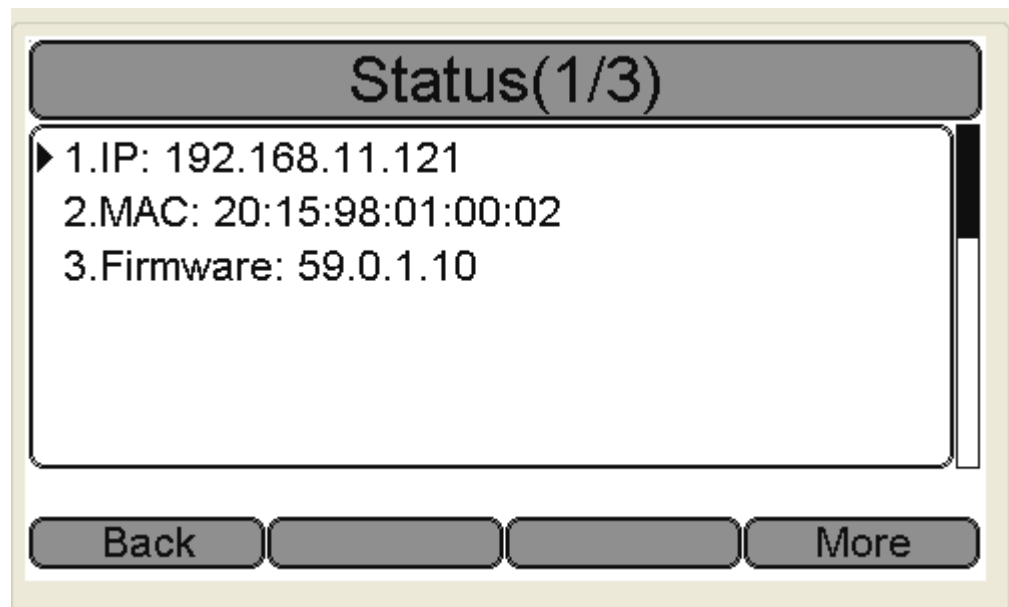 Status(1/3)
1.IP: 192.168.11.121
2.MAC: 20:15:98:01:00:02
3.Firmware: 59.0.1.10
Back More